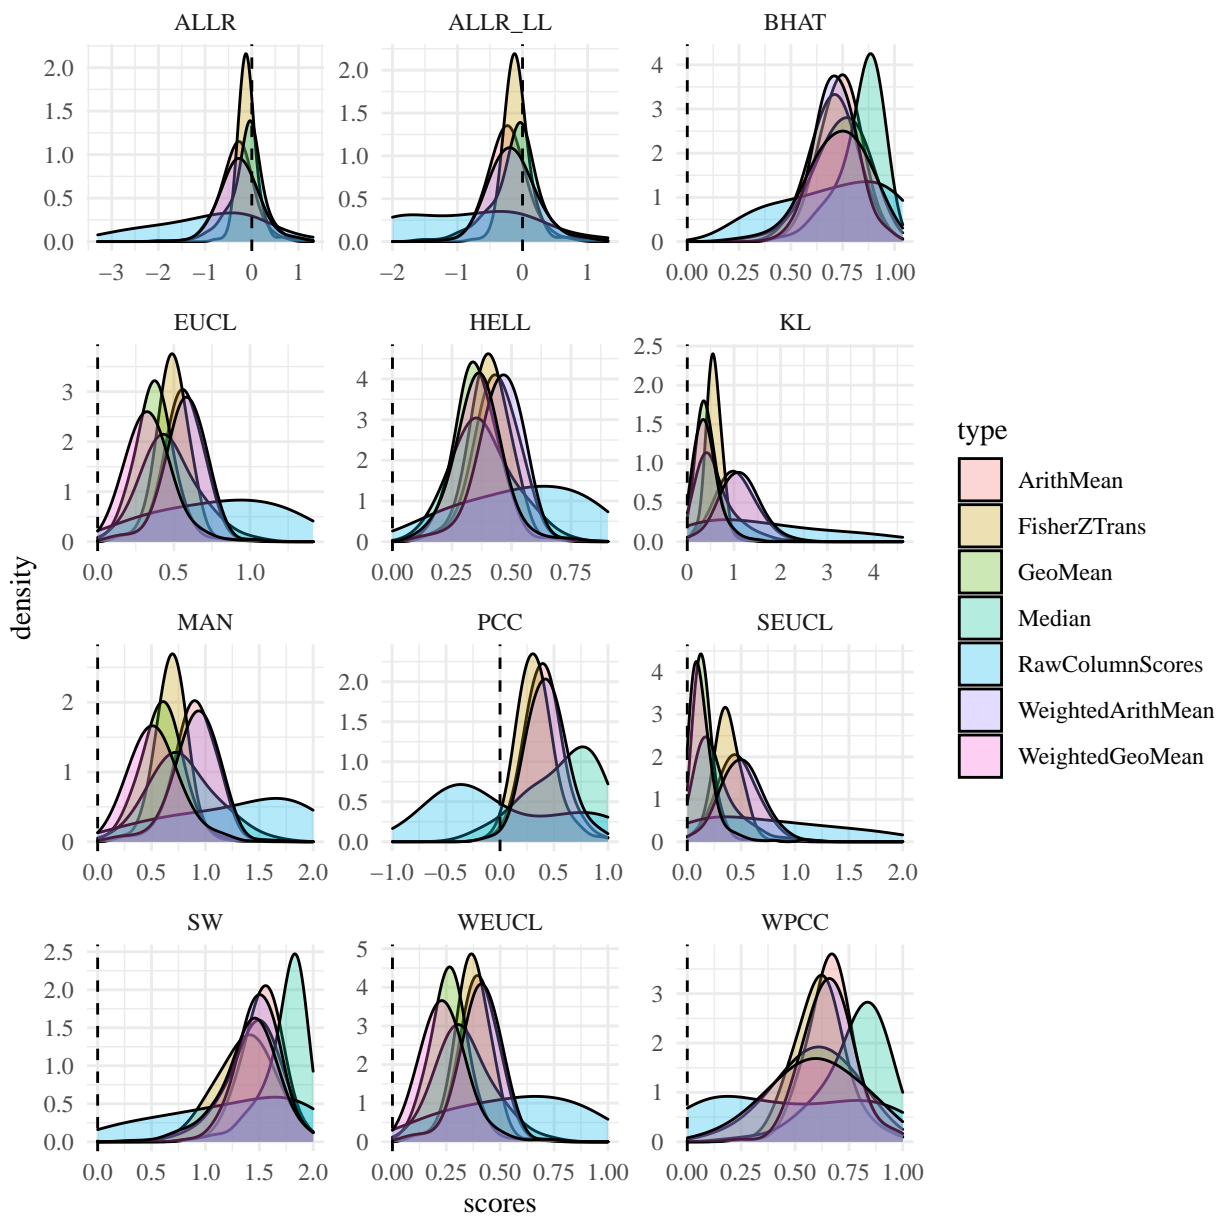 ALLR ALLR_LL BHAT
2.0 1.5 1.0 0.5 0.0
−3 −2 −1 0 1
2.0 1.5 1.0 0.5 0.0
−2 −1 0 1
4 3 2 1 0
0.00 0.25 0.50 0.75 1.00
EUCL HELL KL
3 2 1 0
0.0 0.5 1.0
4 3 2 1 0
0.00 0.25 0.50 0.75
2.5 2.0 1.5 1.0 0.5 0.0
0 1 2 3 4
MAN PCC SEUCL
2 1 0
0.0 0.5 1.0 1.5 2.0
2.0 1.5 1.0 0.5 0.0
−1.0 −0.5 0.0 0.5 1.0
4 3 2 1 0
0.0 0.5 1.0 1.5 2.0
SW WEUCL WPCC
2.5 2.0 1.5 1.0 0.5 0.0
0.0 0.5 1.0 1.5 2.0
5 4 3 2 1 0
0.00 0.25 0.50 0.75 1.00
3 2 1 0
0.00 0.25 0.50 0.75 1.00
density
scores
type
ArithMean
FisherZTrans
GeoMean
Median
RawColumnScores
WeightedArithMean
WeightedGeoMean